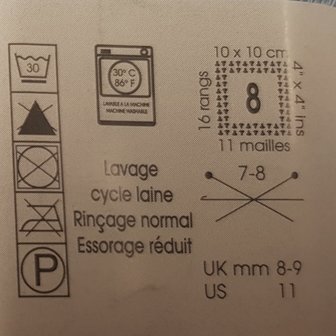 30
30° C
86° F
LAVABLE A LA MACHINE
MACHINE WASHABLE
P
Lavage
cycle laine
Rinçage normal
Essorage réduit
10 x 10 cm
4" x 4" ins
16 rangs
8
11 mailles
7-8
UK mm 8-9
US 11